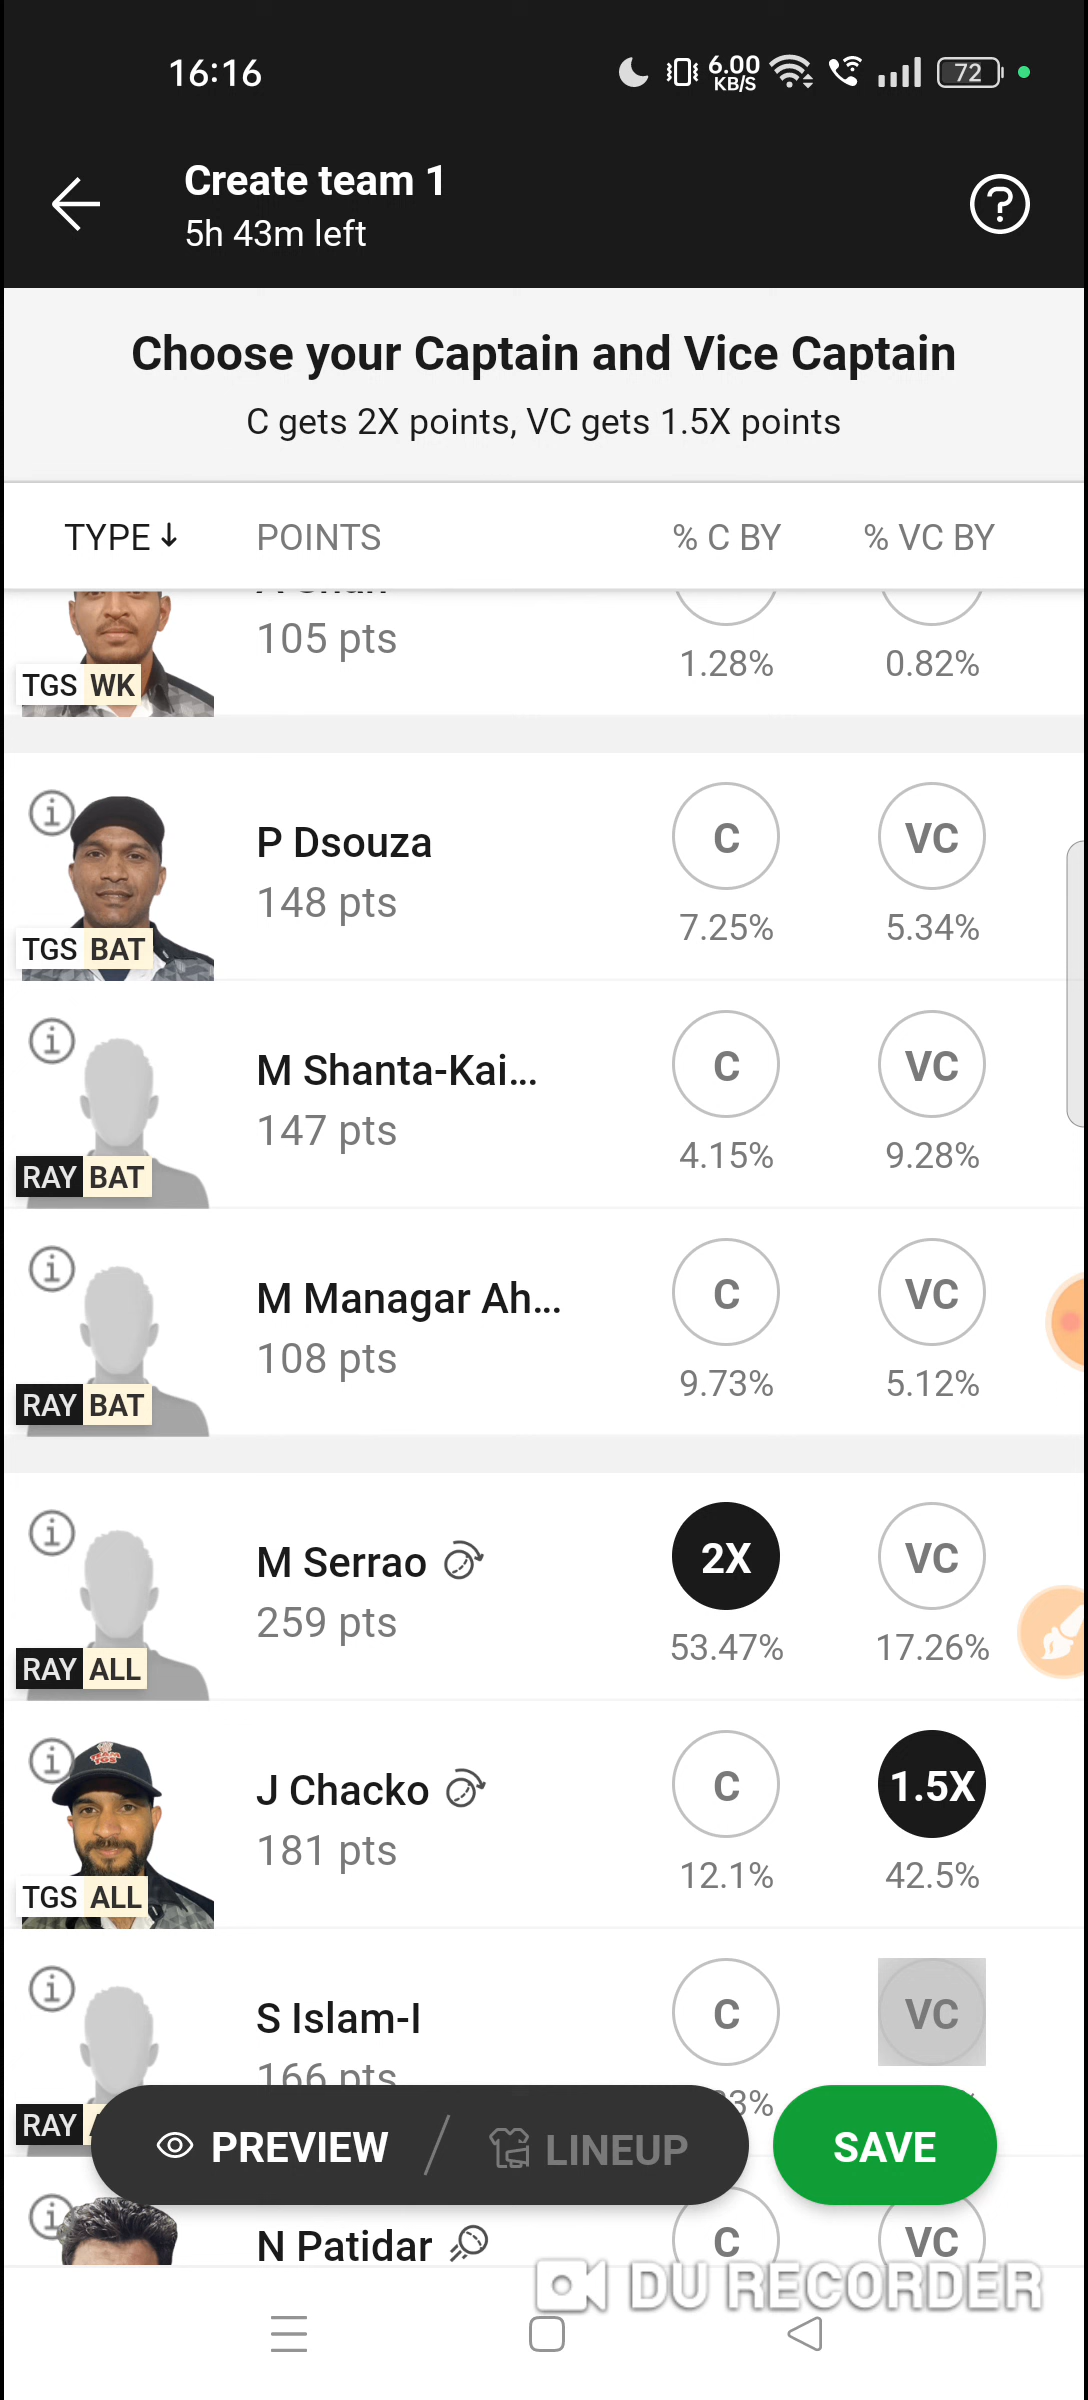 16:16
6.00
KB/S
72
Create team 1
5h 43m left
?
Choose your Captain and Vice Captain
C gets 2X points, VC gets 1.5X points
TYPE ↓ POINTS % C BY % VC BY
105 pts
1.28% 0.82%
TGS WK
P Dsouza
148 pts
C VC
7.25% 5.34%
TGS BAT
M Shanta-Kai...
147 pts
C VC
4.15% 9.28%
RAY BAT
M Managar Ah...
108 pts
C VC
9.73% 5.12%
RAY BAT
M Serrao
259 pts
2X VC
53.47% 17.26%
RAY ALL
J Chacko
181 pts
C 1.5X
12.1% 42.5%
TGS ALL
S Islam-I
166 pts
C VC
RAY
PREVIEW LINEUP SAVE
N Patidar
C VC
DU RECORDER